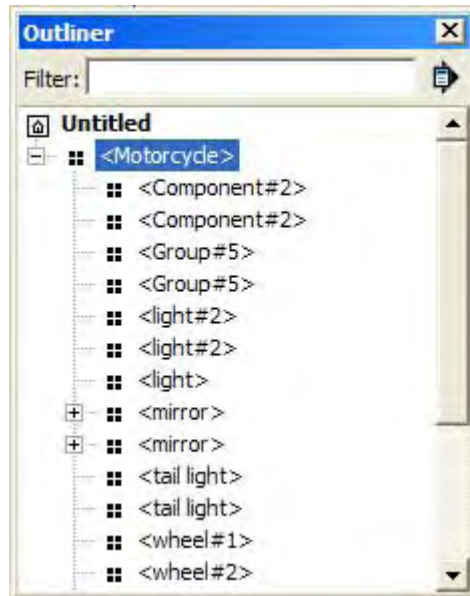 Outliner
Filter:
Untitled
<Motorcycle>
<Component#2>
<Component#2>
<Group#5>
<Group#5>
<light#2>
<light#2>
<light>
<mirror>
<mirror>
<tail light>
<tail light>
<wheel#1>
<wheel#2>